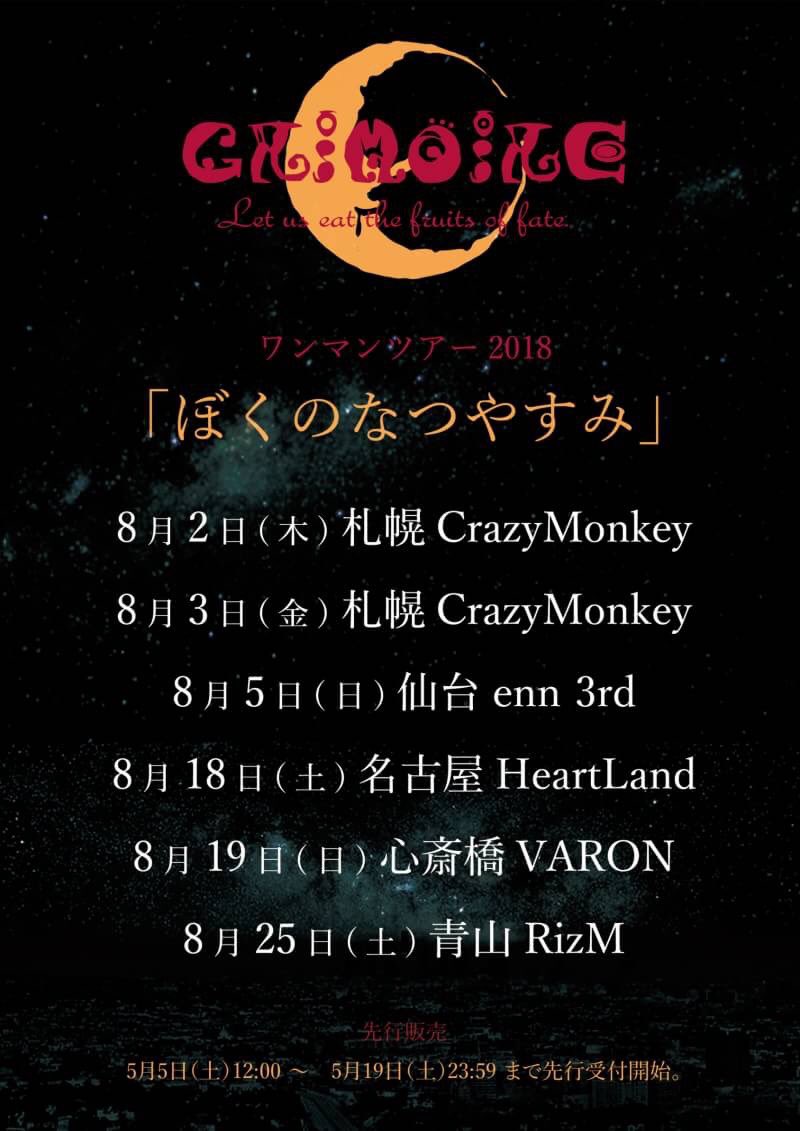 GRiMOiRE
Let us eat the fruits of fate.
ワンマンツアー 2018
「ぼくのなつやすみ」
8月2日(木)札幌 CrazyMonkey
8月3日(金)札幌 CrazyMonkey
8月5日(日)仙台 enn 3rd
8月18日(土)名古屋 HeartLand
8月19日(日)心斎橋 VARON
8月25日(土)青山 RizM
先行販売
5月5日(土)12:00 ～　5月19日(土)23:59 まで先行受付開始。